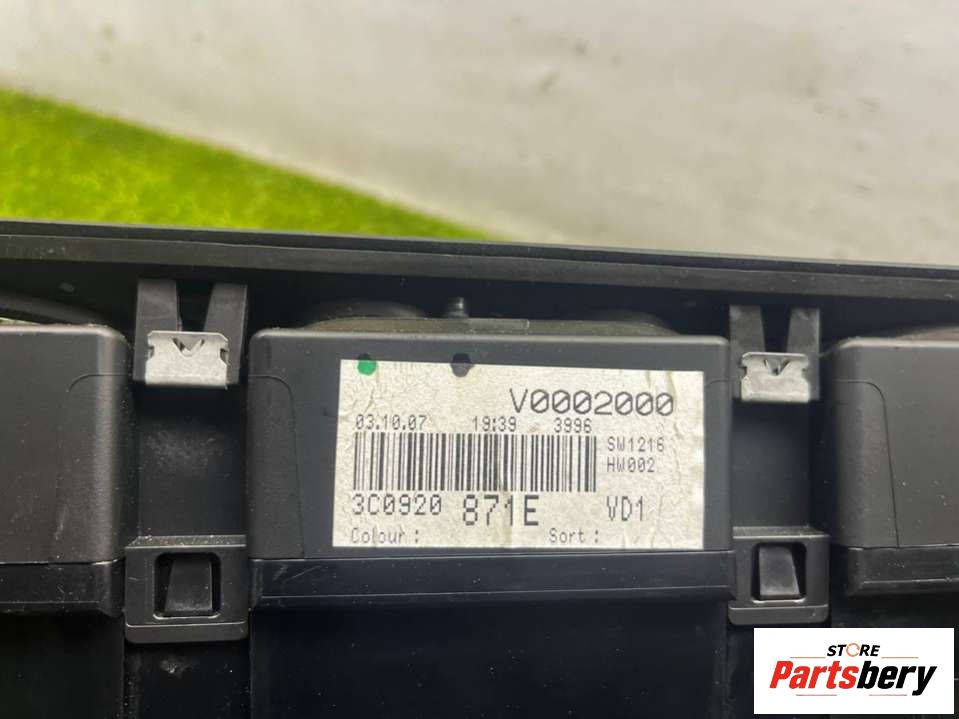 V0002000
03.10.07 19:39 3996
SW1216
HW002
3C0920 871E VD1
Colour : Sort :
STORE
Partsbery